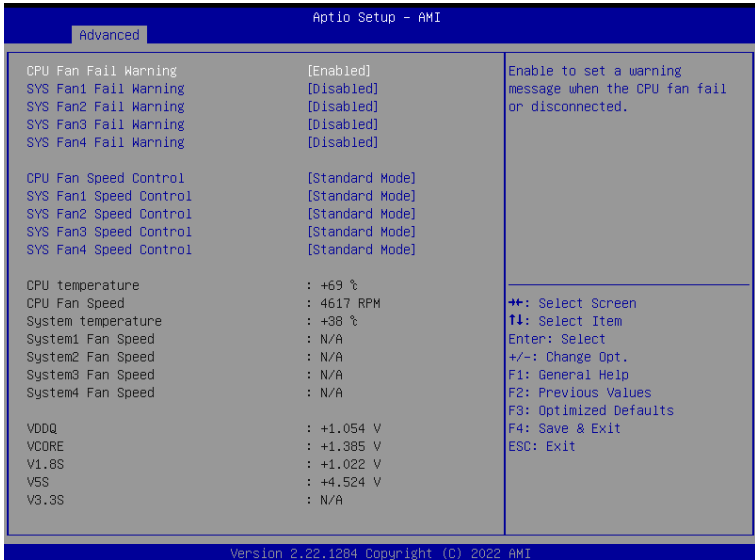 Aptio Setup – AMI
Advanced
CPU Fan Fail Warning [Enabled]
SYS Fan1 Fail Warning [Disabled]
SYS Fan2 Fail Warning [Disabled]
SYS Fan3 Fail Warning [Disabled]
SYS Fan4 Fail Warning [Disabled]
CPU Fan Speed Control [Standard Mode]
SYS Fan1 Speed Control [Standard Mode]
SYS Fan2 Speed Control [Standard Mode]
SYS Fan3 Speed Control [Standard Mode]
SYS Fan4 Speed Control [Standard Mode]
CPU temperature : +69 ℃
CPU Fan Speed : 4617 RPM
System temperature : +38 ℃
System1 Fan Speed : N/A
System2 Fan Speed : N/A
System3 Fan Speed : N/A
System4 Fan Speed : N/A
VDDQ : +1.054 V
VCORE : +1.385 V
V1.8S : +1.022 V
V5S : +4.524 V
V3.3S : N/A
Enable to set a warning
message when the CPU fan fail
or disconnected.
→←: Select Screen
↑↓: Select Item
Enter: Select
+/-: Change Opt.
F1: General Help
F2: Previous Values
F3: Optimized Defaults
F4: Save & Exit
ESC: Exit
Version 2.22.1284 Copyright (C) 2022 AMI